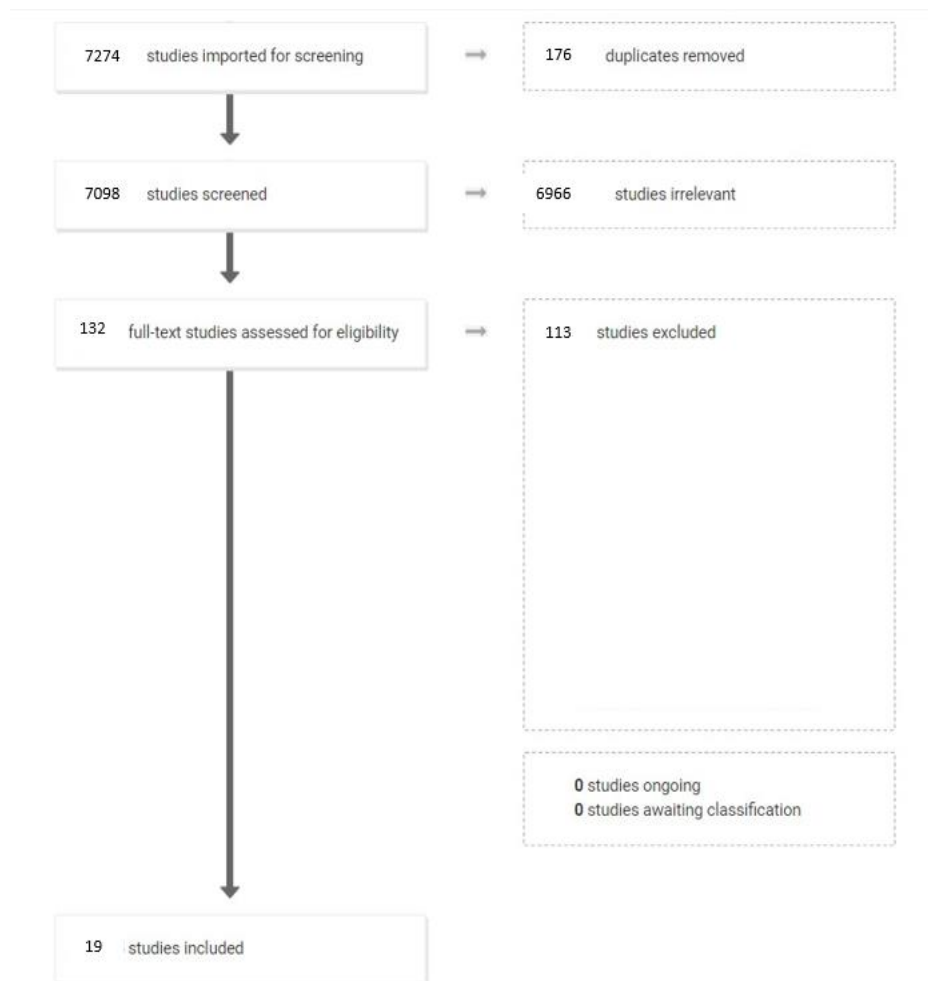 7274 studies imported for screening
176 duplicates removed
7098 studies screened
6966 studies irrelevant
132 full-text studies assessed for eligibility
113 studies excluded
0 studies ongoing
0 studies awaiting classification
19 studies included